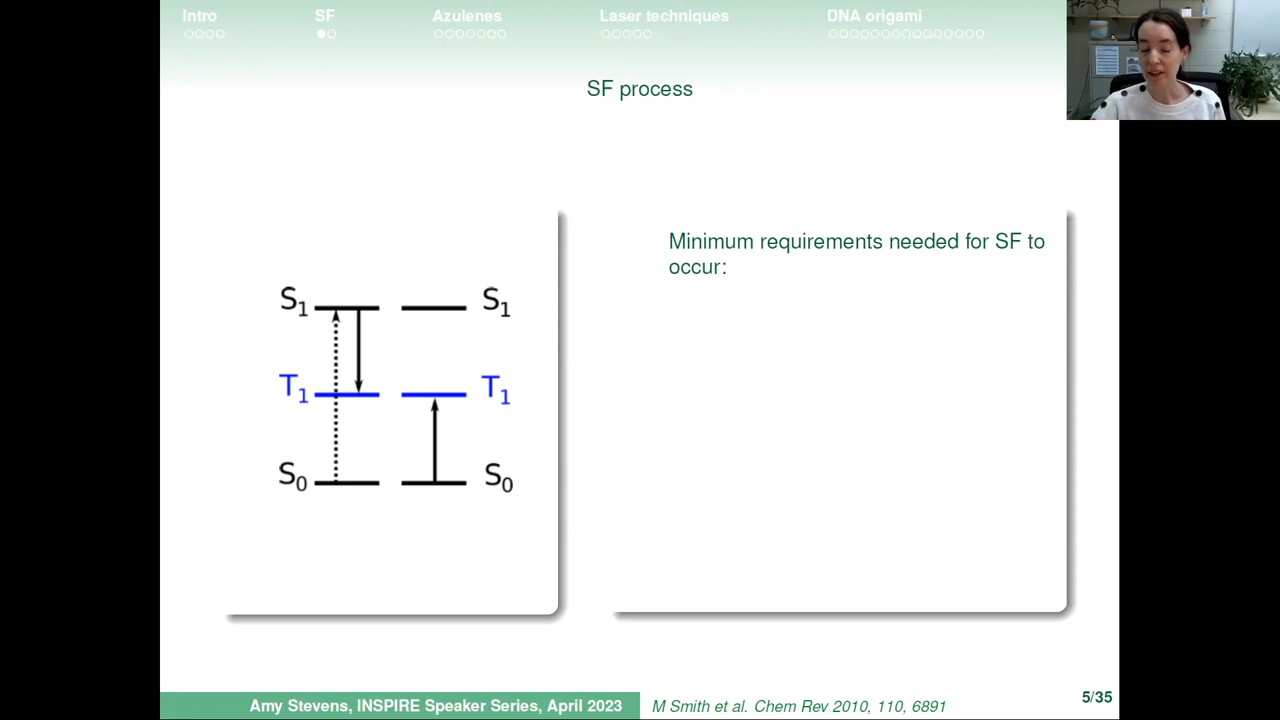 Intro SF Azulenes Laser techniques DNA origami
SF process
Minimum requirements needed for SF to
occur:
S1 S1
T1 T1
S0 S0
Amy Stevens, INSPIRE Speaker Series, April 2023 M Smith et al. Chem Rev 2010, 110, 6891 5/35